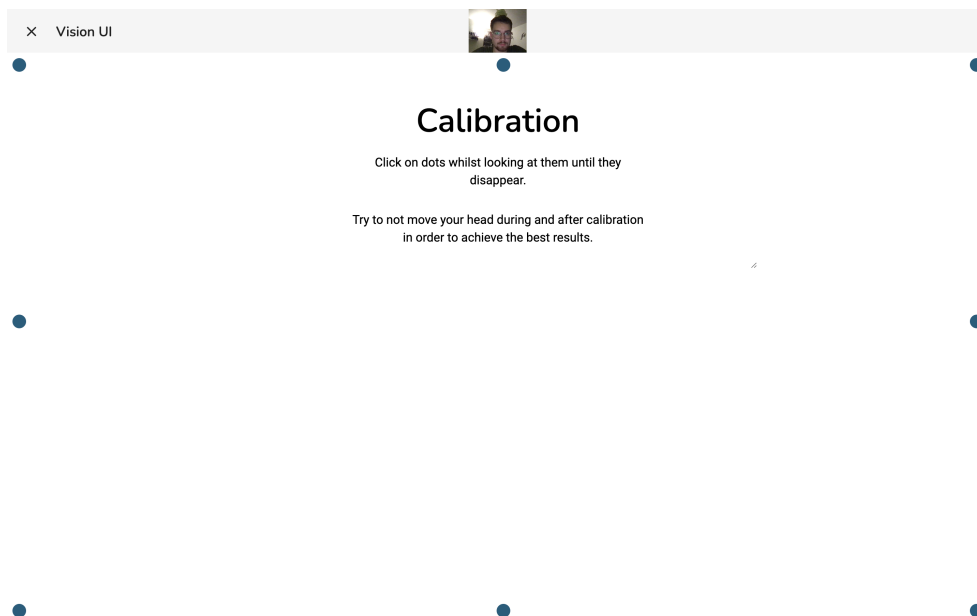 Vision UI
Calibration
Click on dots whilst looking at them until they
disappear.
Try to not move your head during and after calibration
in order to achieve the best results.